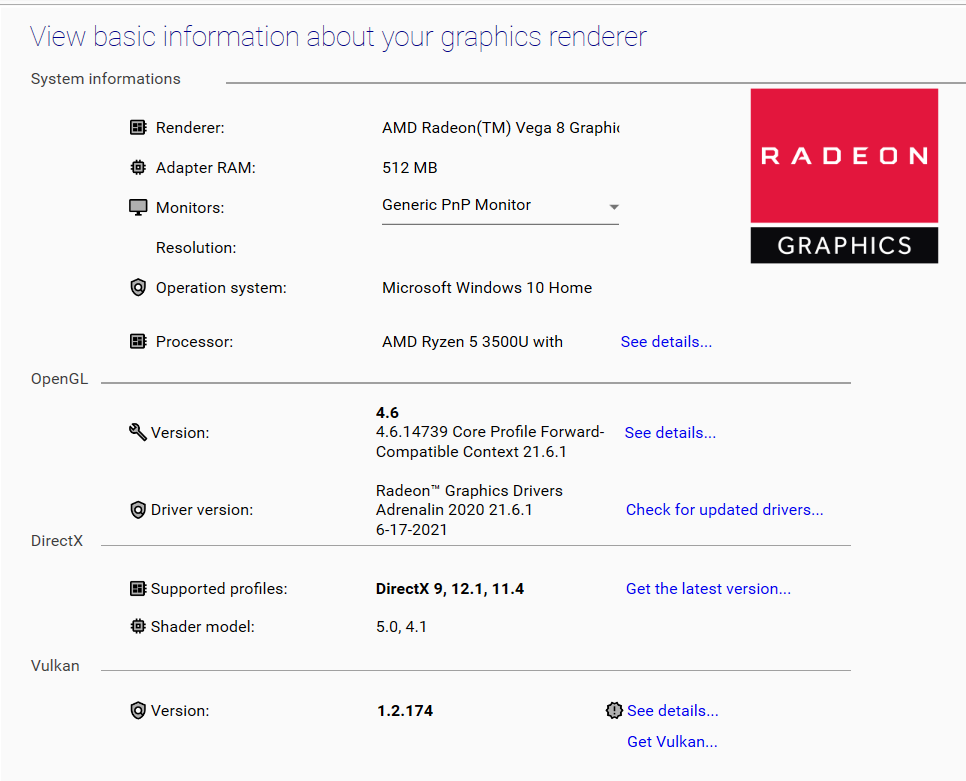 View basic information about your graphics renderer
System informations
Renderer: AMD Radeon(TM) Vega 8 Graphic
RADEON
GRAPHICS
Adapter RAM: 512 MB
Monitors: Generic PnP Monitor
Resolution:
Operation system: Microsoft Windows 10 Home
Processor: AMD Ryzen 5 3500U with See details...
OpenGL
Version: 4.6
4.6.14739 Core Profile Forward-
Compatible Context 21.6.1
See details...
Driver version: Radeon™ Graphics Drivers
Adrenalin 2020 21.6.1
6-17-2021
Check for updated drivers...
DirectX
Supported profiles: DirectX 9, 12.1, 11.4 Get the latest version...
Shader model: 5.0, 4.1
Vulkan
Version: 1.2.174 See details...
Get Vulkan...